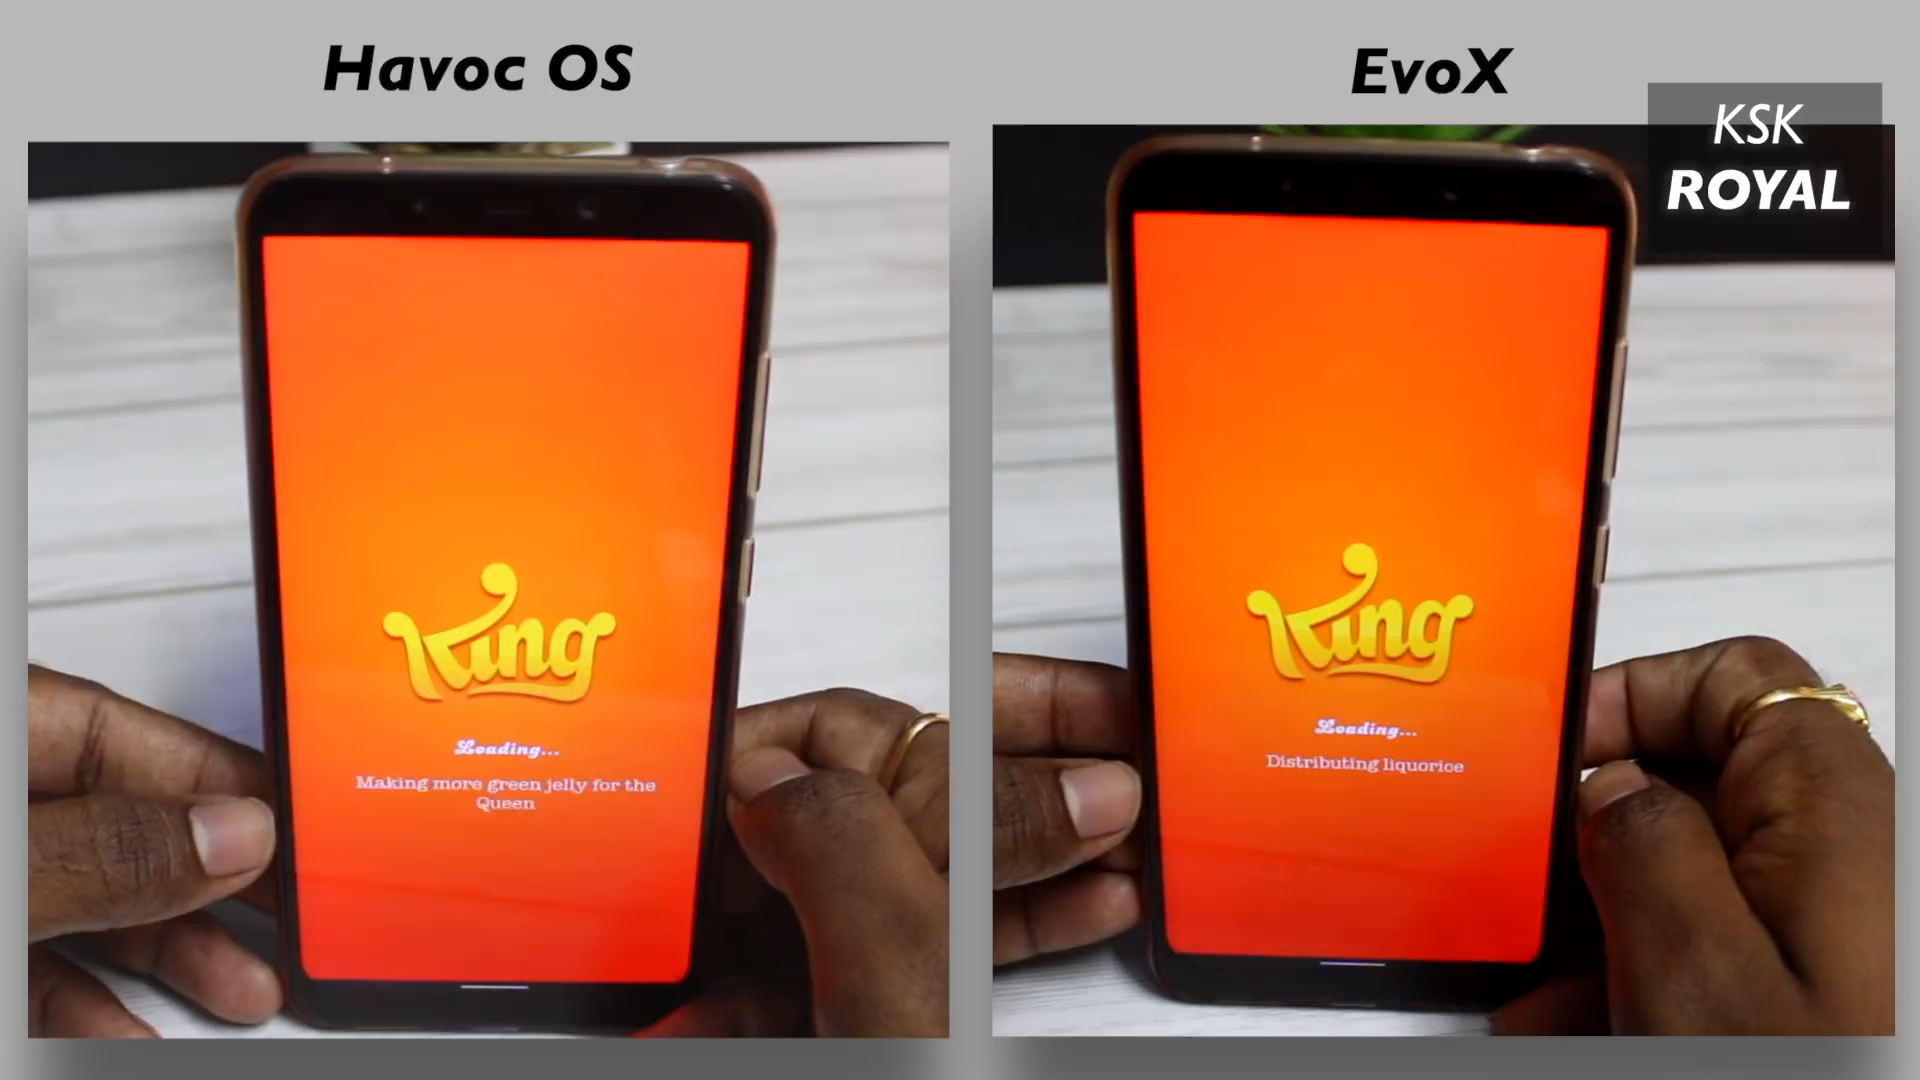 Havoc OS
EvoX
KSK
ROYAL
King
Loading...
Making more green jelly for the
Queen
King
Loading...
Distributing liquorice